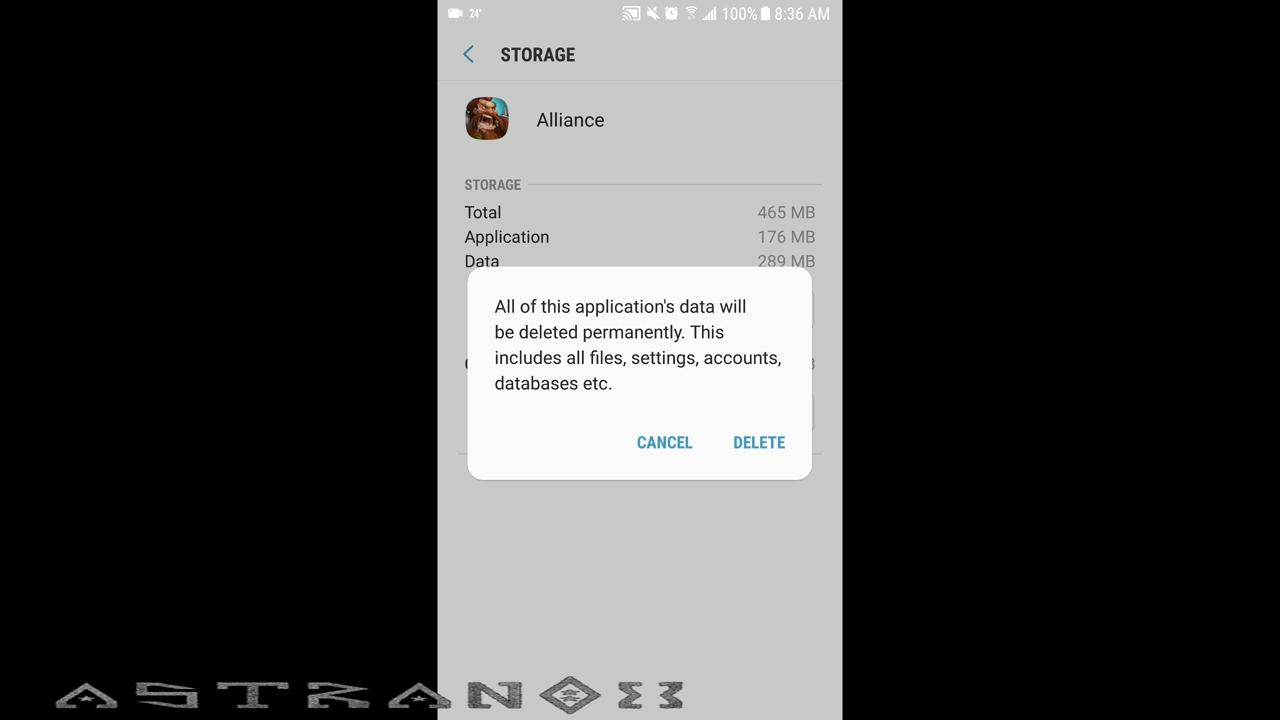 24°
100% 8:36 AM
STORAGE
Alliance
STORAGE
Total 465 MB
Application 176 MB
Data 289 MB
All of this application's data will
be deleted permanently. This
includes all files, settings, accounts,
databases etc.
CANCEL DELETE